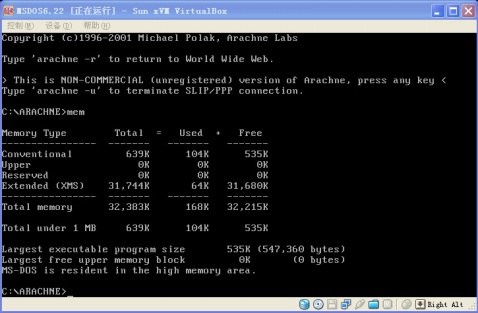 MSDOS6.22 [正在运行] - Sun xVM VirtualBox
控制(M) 设备(D) 帮助(H)
Copyright (c)1996-2001 Michael Polak, Arachne Labs
Type 'arachne -r' to return to World Wide Web.
> This is NON-COMMERCIAL (unregistered) version of Arachne, press any key <
Type 'arachne -u' to terminate SLIP/PPP connection.
C:\ARACHNE>mem
Memory Type Total = Used + Free
---------------- ------- ------- -------
Conventional 639K 104K 535K
Upper 0K 0K 0K
Reserved 0K 0K 0K
Extended (XMS) 31,744K 64K 31,680K
---------------- ------- ------- -------
Total memory 32,383K 168K 32,215K
Total under 1 MB 639K 104K 535K
Largest executable program size 535K (547,360 bytes)
Largest free upper memory block 0K (0 bytes)
MS-DOS is resident in the high memory area.
C:\ARACHNE>_
Right Alt